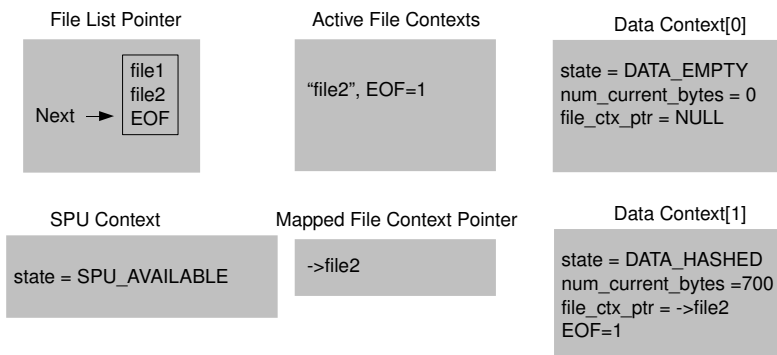 File List Pointer
file1
file2
Next
EOF
Active File Contexts
“file2”, EOF=1
Data Context[0]
state = DATA_EMPTY
num_current_bytes = 0
file_ctx_ptr = NULL
SPU Context
state = SPU_AVAILABLE
Mapped File Context Pointer
->file2
Data Context[1]
state = DATA_HASHED
num_current_bytes =700
file_ctx_ptr = ->file2
EOF=1